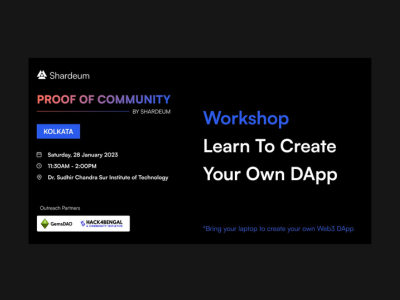 Shardeum
PROOF OF COMMUNITY
BY SHARDEUM
KOLKATA
Saturday, 28 January 2023
11:30AM - 2:00PM
Dr. Sudhir Chandra Sur Institute of Technology
Outreach Partners
GemsDAO
HACK4BENGAL
Workshop
Learn To Create
Your Own DApp
*Bring your laptop to create your own Web3 DApp